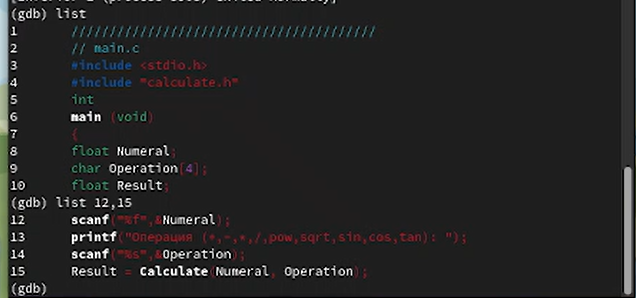 (gdb) list
1 ////////////////////////////////////////
2 // main.c
3 #include <stdio.h>
4 #include "calculate.h"
5 int
6 main (void)
7 {
8 float Numeral;
9 char Operation[4];
10 float Result;
(gdb) list 12,15
12 scanf("%f",&Numeral);
13 printf("Операция (+,-,*,/,pow,sqrt,sin,cos,tan): ");
14 scanf("%s",&Operation);
15 Result = Calculate(Numeral, Operation);
(gdb)